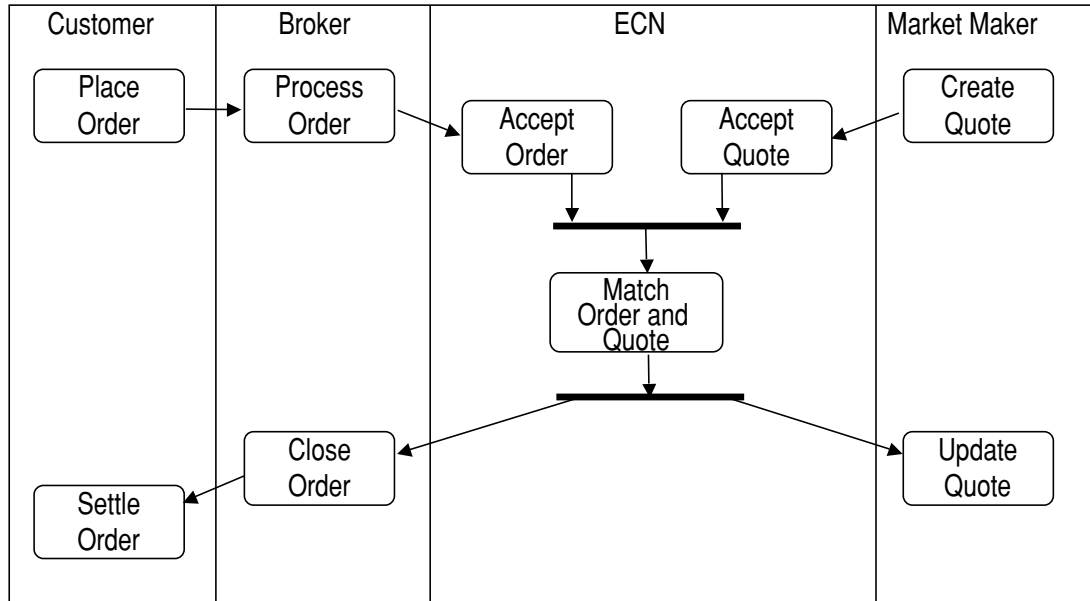 Customer
Broker
ECN
Market Maker
Place
Order
Process
Order
Accept
Order
Accept
Quote
Create
Quote
Match
Order and
Quote
Close
Order
Update
Quote
Settle
Order